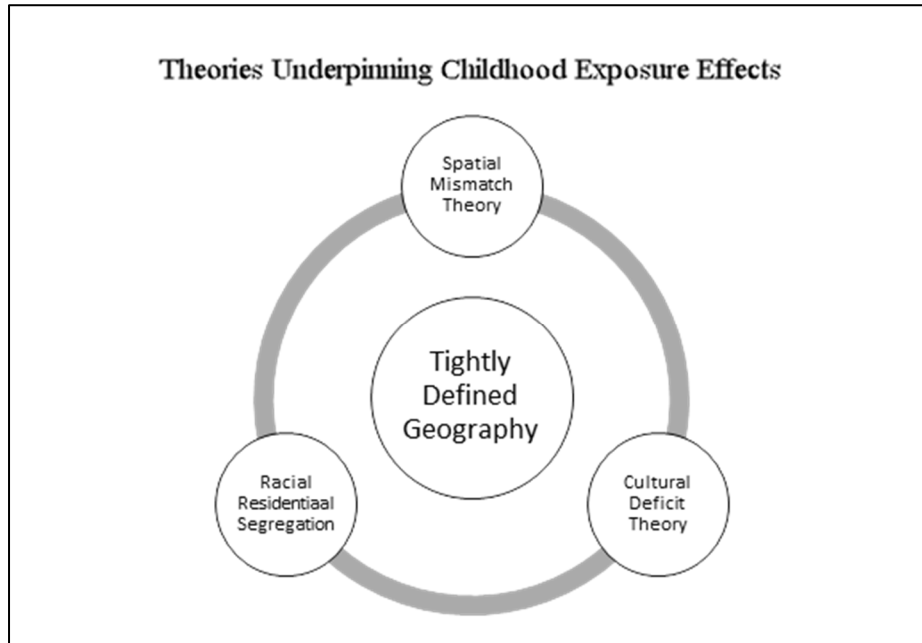 Theories Underpinning Childhood Exposure Effects
Spatial
Mismatch
Theory
Tightly
Defined
Geography
Racial
Residentiaal
Segregation
Cultural
Deficit
Theory